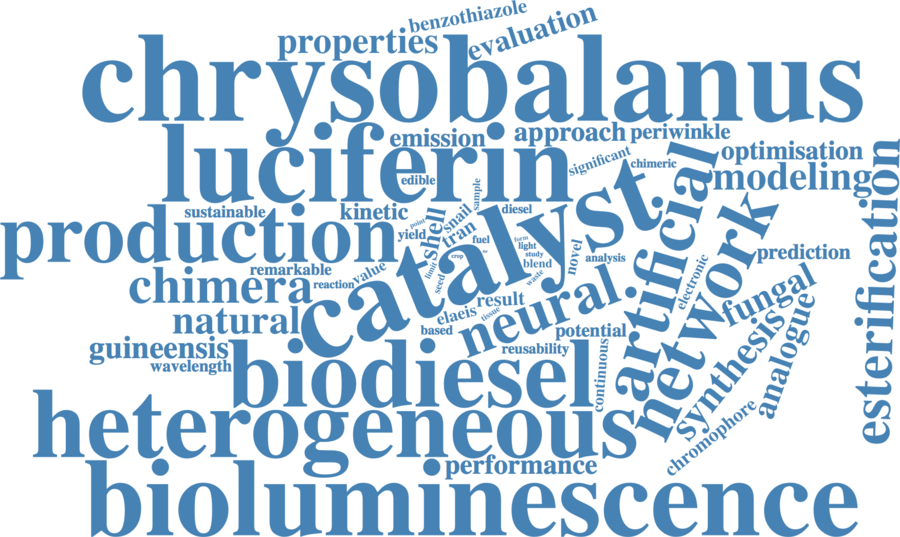 benzothiazole
properties
evaluation
chrysobalanus
emission
approach
periwinkle
luciferin
significant
chimeric
optimisation
edible
sample
modeling
sustainable
kinetic
production
yield
point
shell
snail
tran
diesel
catalyst
st
artificial
network
esterification
remarkable
reaction
value
limit
seed
crop
fuel
form
light
study
blend
waste
novel
analysis
prediction
electronic
chimera
natural
elaeis
result
tissue
based
neural
potential
fungal
synthesis
analogue
guineensis
wavelength
biodiesel
reusability
continuous
heterogeneous
chromophore
performance
bioluminescence